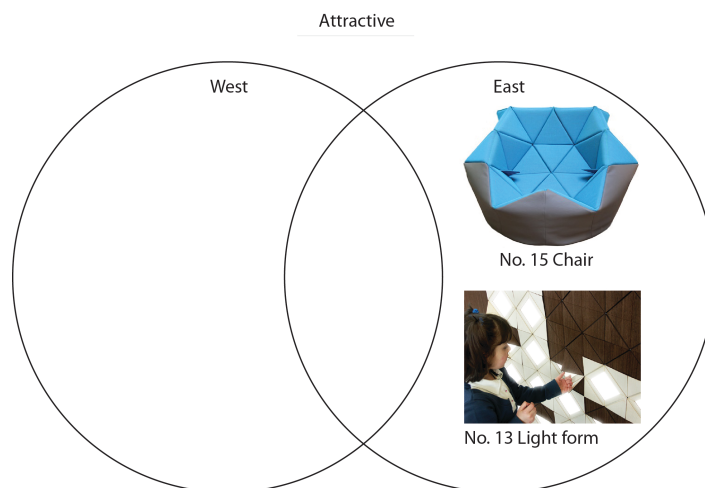 Attractive
West
East
No. 15 Chair
No. 13 Light form